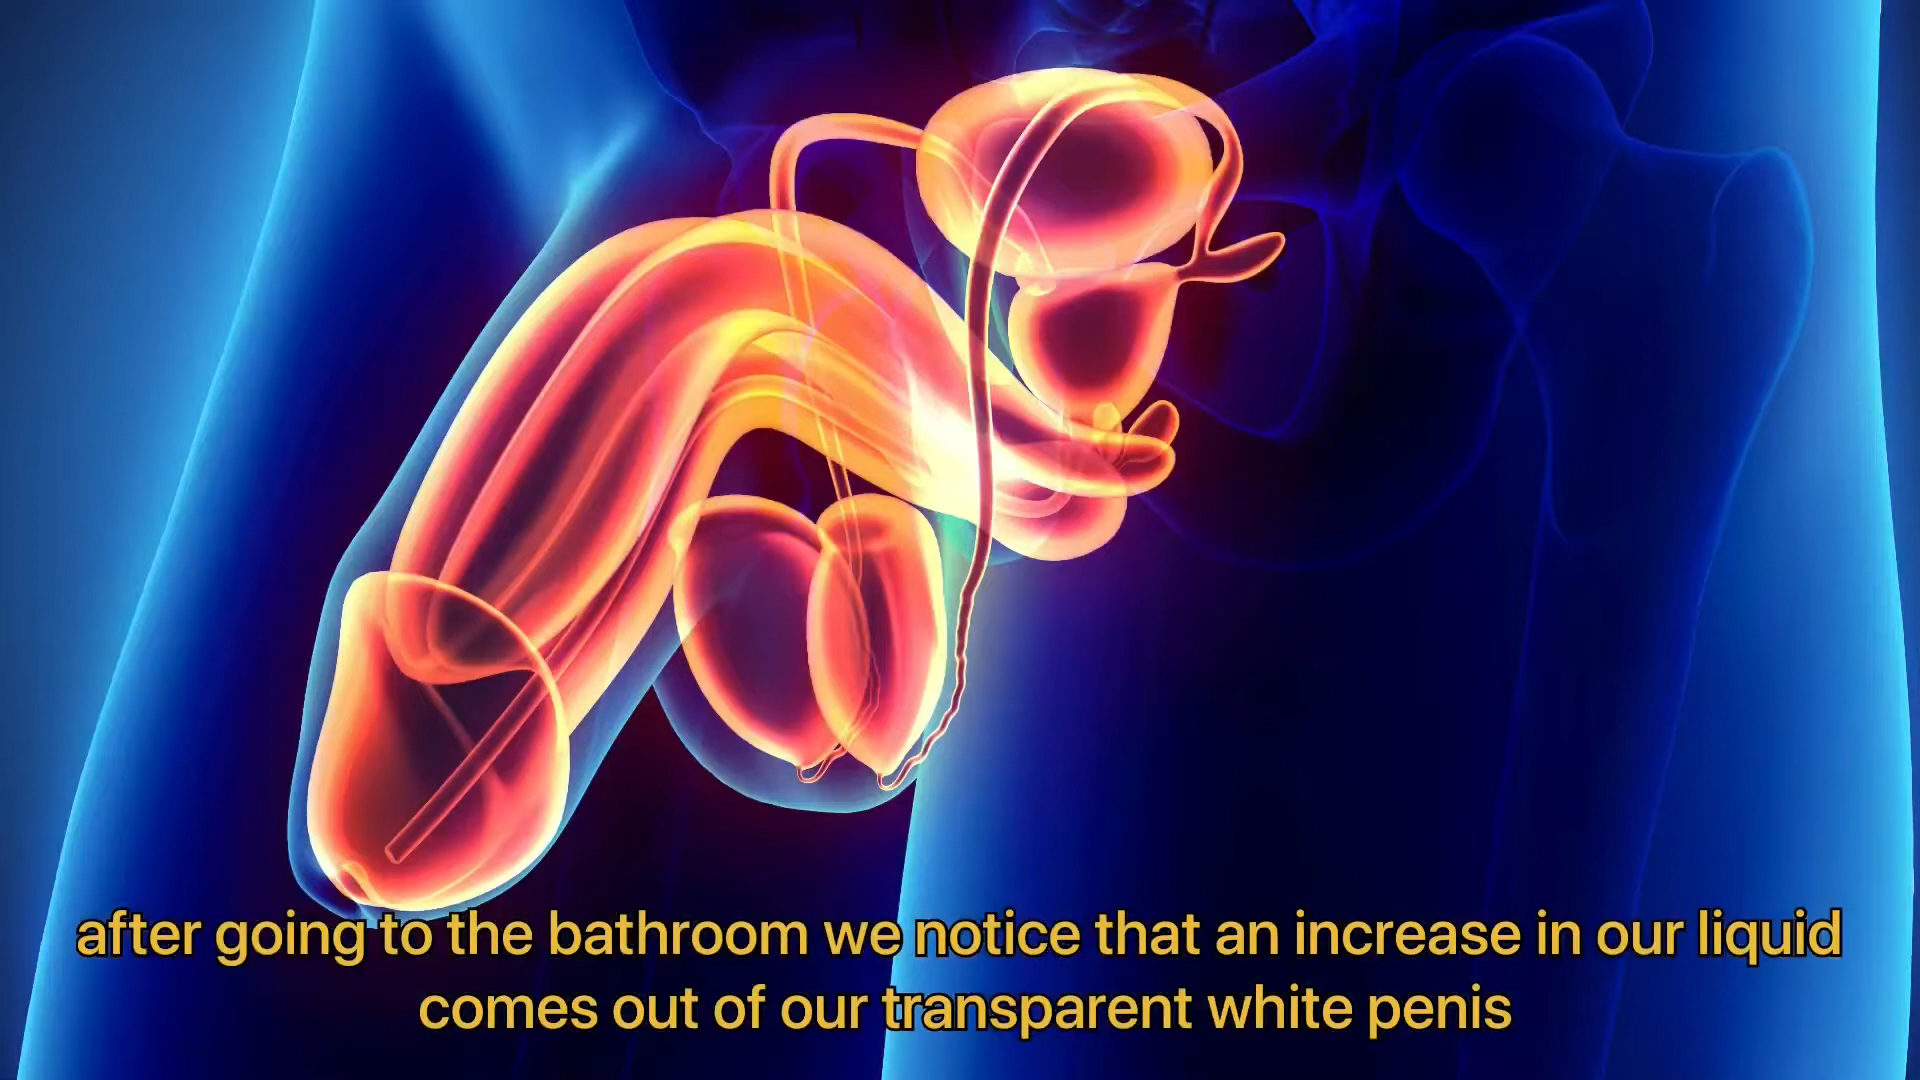 after going to the bathroom we notice that an increase in our liquid
comes out of our transparent white penis